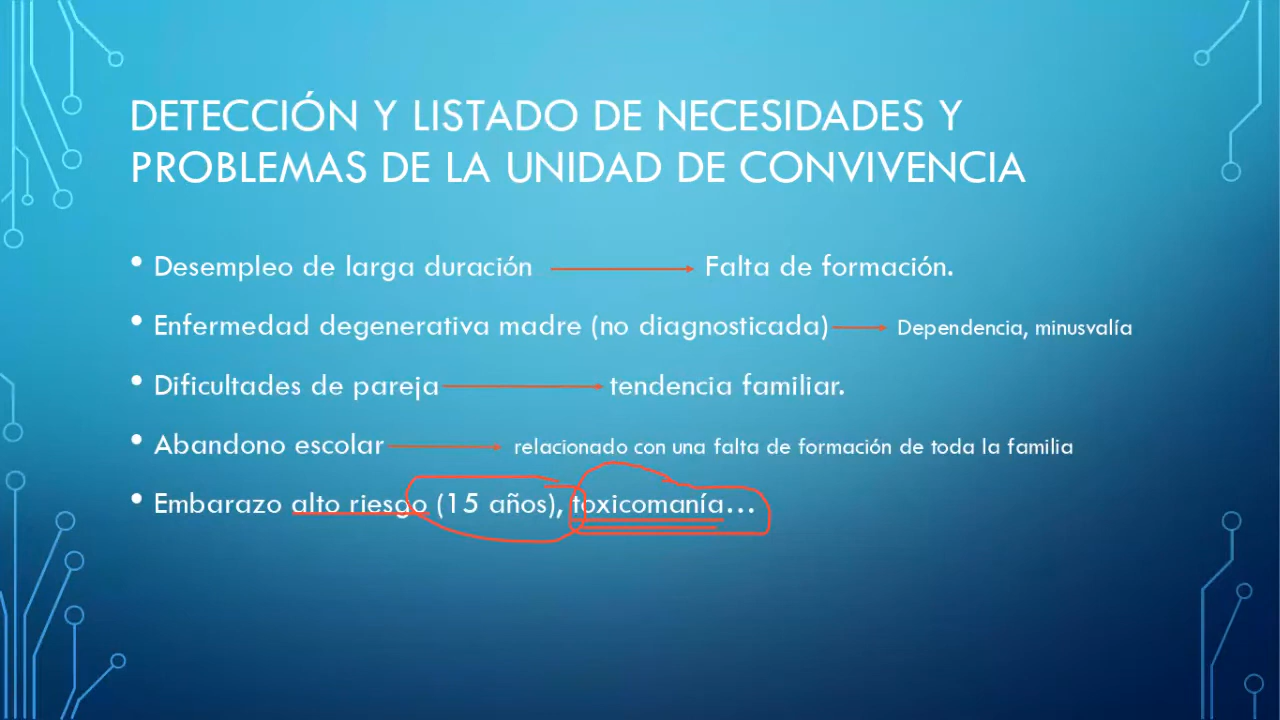 DETECCIÓN Y LISTADO DE NECESIDADES Y
PROBLEMAS DE LA UNIDAD DE CONVIVENCIA
• Desempleo de larga duración Falta de formación.
• Enfermedad degenerativa madre (no diagnosticada) Dependencia, minusvalía
• Dificultades de pareja tendencia familiar.
• Abandono escolar relacionado con una falta de formación de toda la familia
• Embarazo alto riesgo (15 años), toxicomanía...